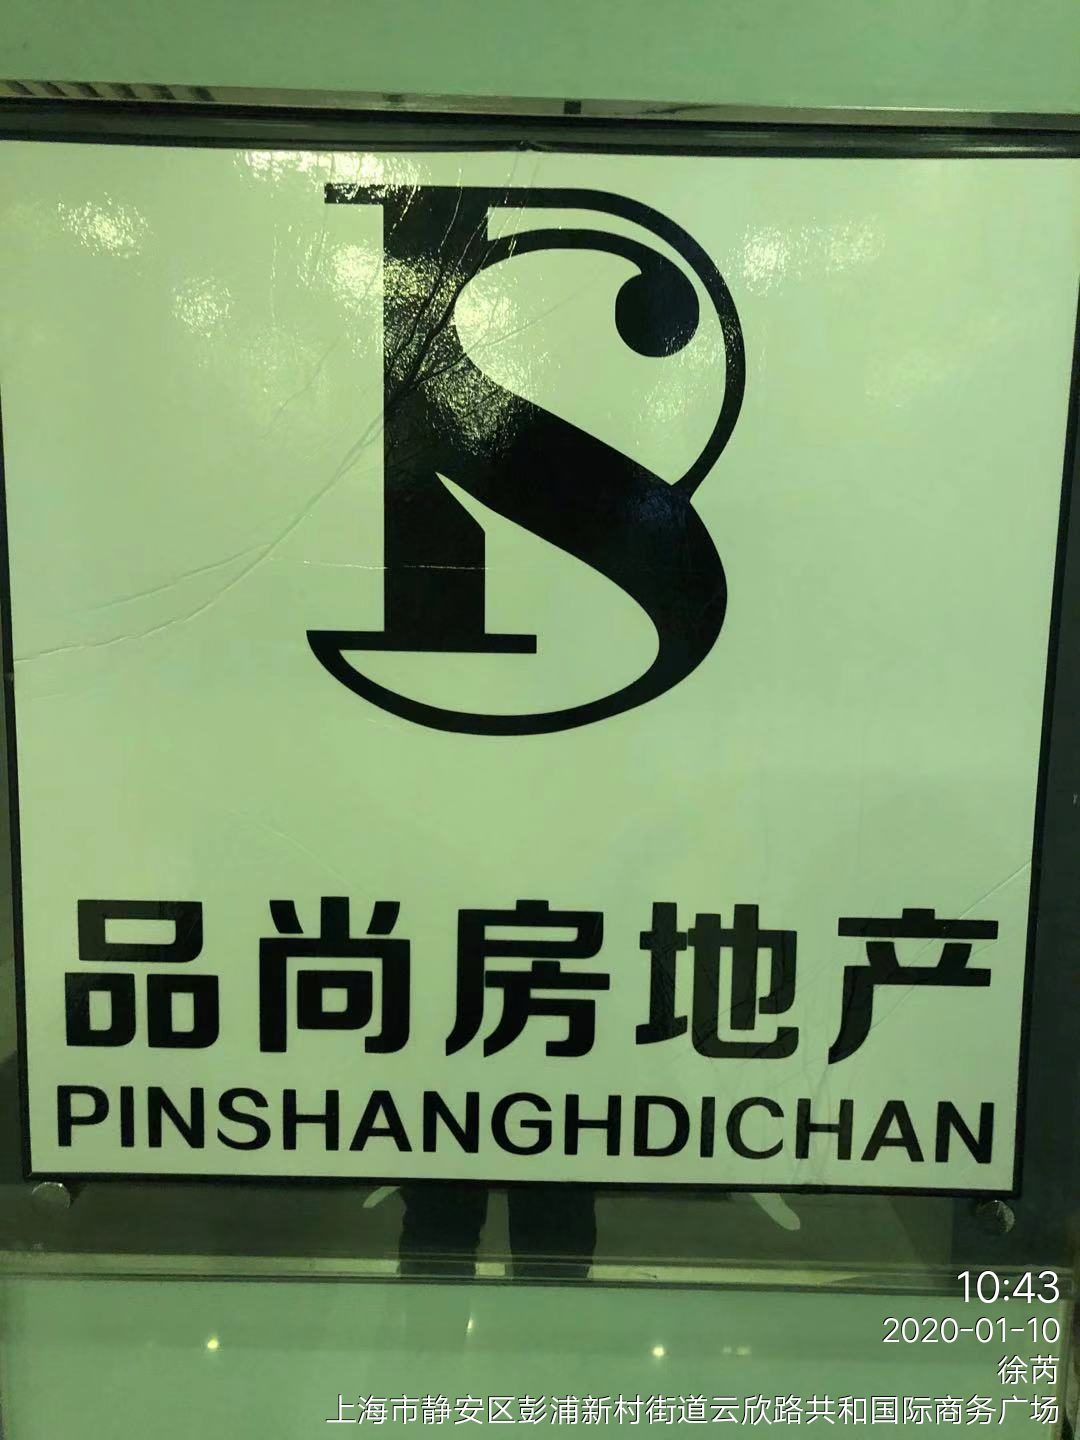 PS
品尚房地产
PINSHANGHDICHAN
10:43
2020-01-10
徐芮
上海市静安区彭浦新村街道云欣路共和国际商务广场